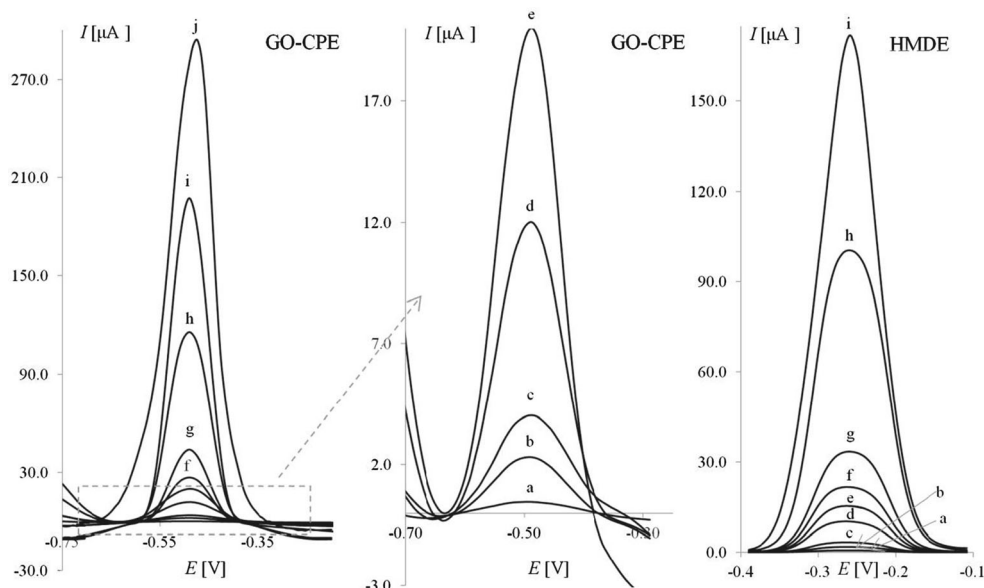 I [μA ]
GO-CPE
j
270.0
i
210.0
150.0
h
90.0
g
f
30.0
-0.75
-0.55
-0.35
-30.0
E [V]
I [μA ]
GO-CPE
e
17.0
d
12.0
7.0
c
b
2.0
a
-0.70
-0.50
-0.30
-3.0
E [V]
I [μA ]
HMDE
i
150.0
120.0
h
90.0
60.0
g
30.0
f
e
d
c
b
a
0.0
-0.4
-0.3
-0.2
-0.1
E [V]